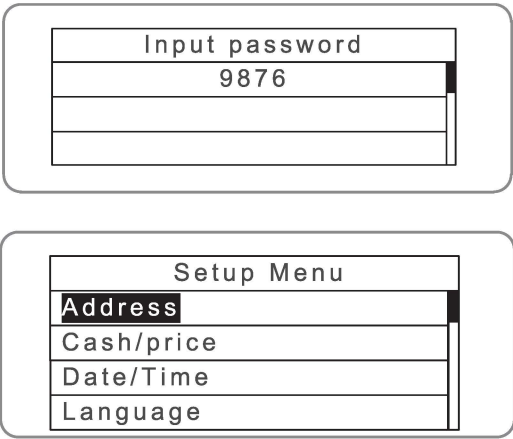 Input password
9876
Setup Menu
Address
Cash/price
Date/Time
Language